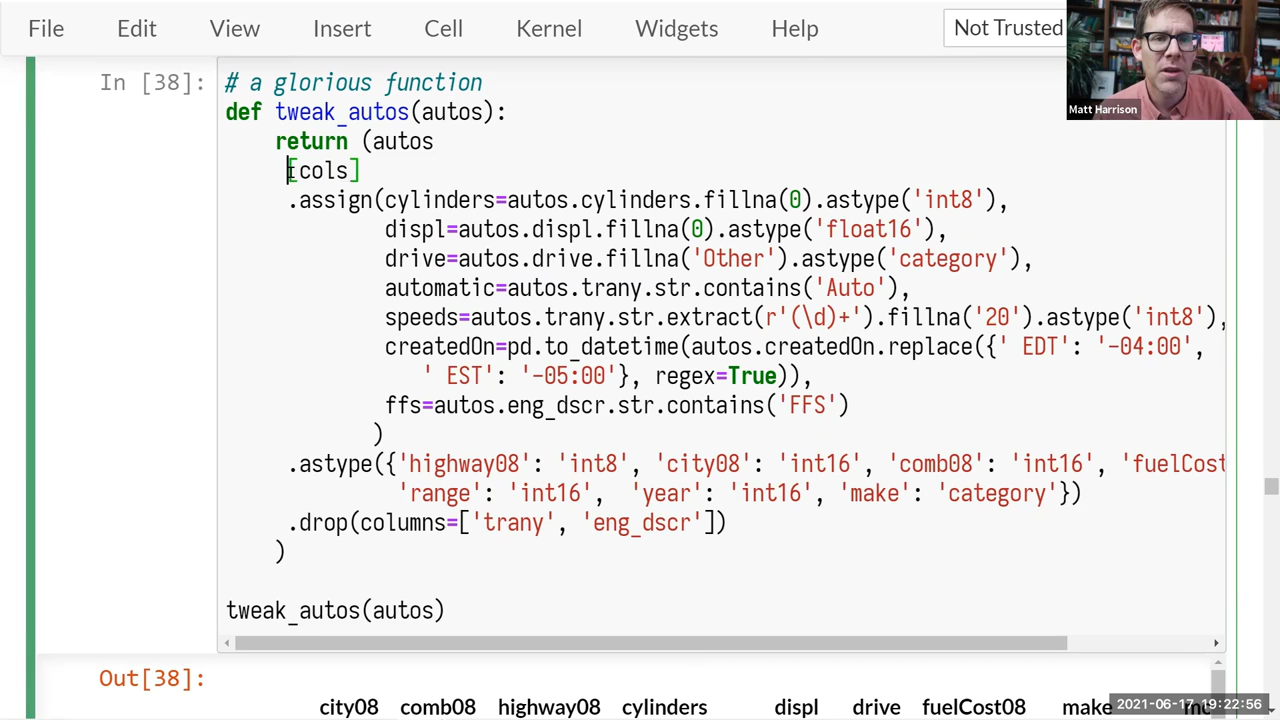 File Edit View Insert Cell Kernel Widgets Help Not Trusted
Matt Harrison
In [38]:
# a glorious function
def tweak_autos(autos):
    return (autos
     [cols]
     .assign(cylinders=autos.cylinders.fillna(0).astype('int8'),
             displ=autos.displ.fillna(0).astype('float16'),
             drive=autos.drive.fillna('Other').astype('category'),
             automatic=autos.trany.str.contains('Auto'),
             speeds=autos.trany.str.extract(r'(\d)+').fillna('20').astype('int8'),
             createdOn=pd.to_datetime(autos.createdOn.replace({' EDT': '-04:00',
                ' EST': '-05:00'}, regex=True)),
             ffs=autos.eng_dscr.str.contains('FFS')
            )
     .astype({'highway08': 'int8', 'city08': 'int16', 'comb08': 'int16', 'fuelCost
              'range': 'int16',  'year': 'int16', 'make': 'category'})
     .drop(columns=['trany', 'eng_dscr'])
    )
tweak_autos(autos)
Out[38]:
city08 comb08 highway08 cylinders displ drive fuelCost08 make
2021-06-17 19:22:56